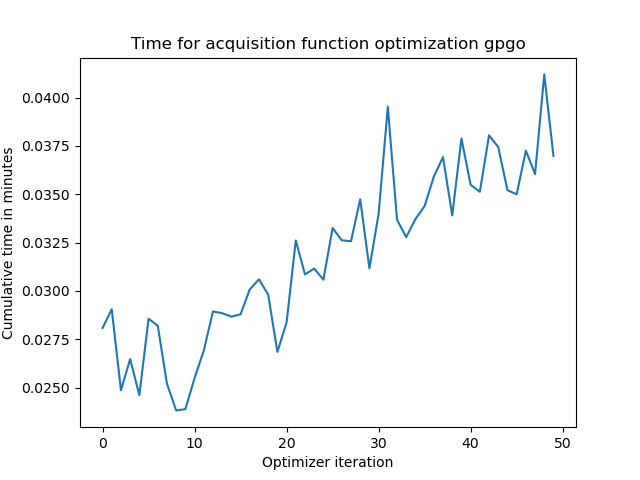 Time for acquisition function optimization gpgo
Cumulative time in minutes
0.0400
0.0375
0.0350
0.0325
0.0300
0.0275
0.0250
0 10 20 30 40 50
Optimizer iteration